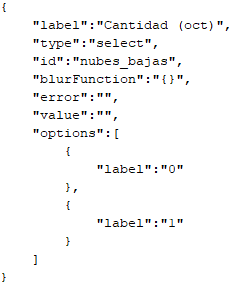 {
    "label":"Cantidad (oct)",
    "type":"select",
    "id":"nubes_bajas",
    "blurFunction":"{}",
    "error":"",
    "value":"",
    "options":[
        {
            "label":"0"
        },
        {
            "label":"1"
        }
    ]
}